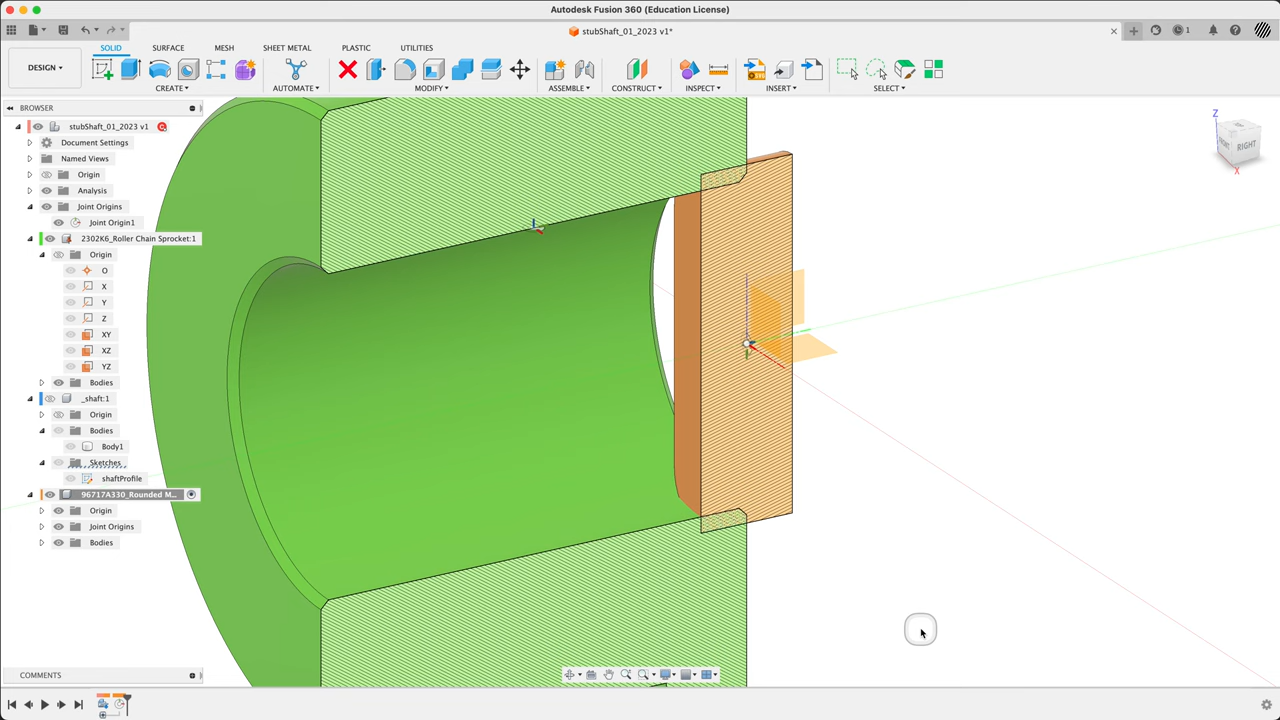 Autodesk Fusion 360 (Education License)
stubShaft_01_2023 v1*
1
DESIGN
SOLID
SURFACE
MESH
SHEET METAL
PLASTIC
UTILITIES
CREATE
AUTOMATE
MODIFY
ASSEMBLE
CONSTRUCT
INSPECT
INSERT
SELECT
BROWSER
stubShaft_01_2023 v1
Document Settings
Named Views
Origin
Analysis
Joint Origins
Joint Origin1
2302K6_Roller Chain Sprocket:1
Origin
O
X
Y
Z
XY
XZ
YZ
Bodies
_shaft:1
Origin
Bodies
Body1
Sketches
shaftProfile
96717A330_Rounded M...
Origin
Joint Origins
Bodies
Z
RIGHT
X
COMMENTS